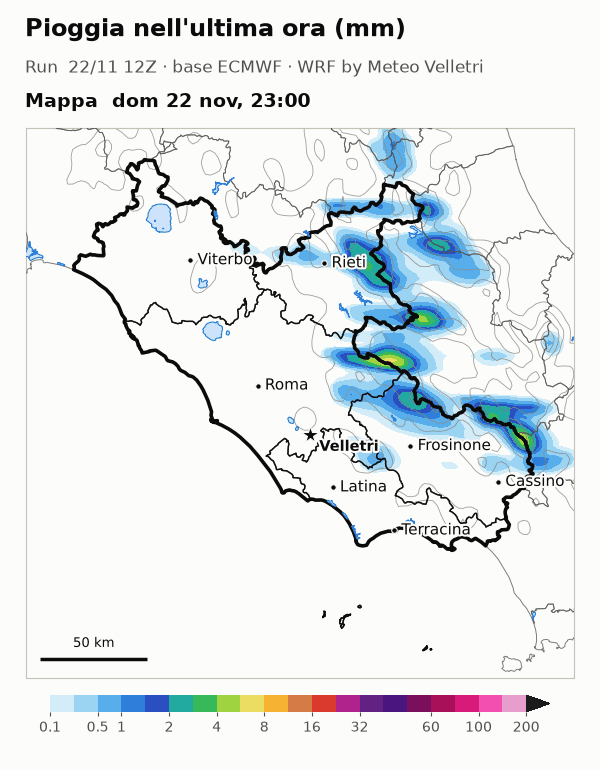 Pioggia nell'ultima ora (mm)
Run 22/11 12Z · base ECMWF · WRF by Meteo Velletri
Mappa dom 22 nov, 23:00
Viterbo
Rieti
Roma
Velletri
Frosinone
Latina
Cassino
Terracina
50 km
0.1 0.5 1 2 4 8 16 32 60 100 200